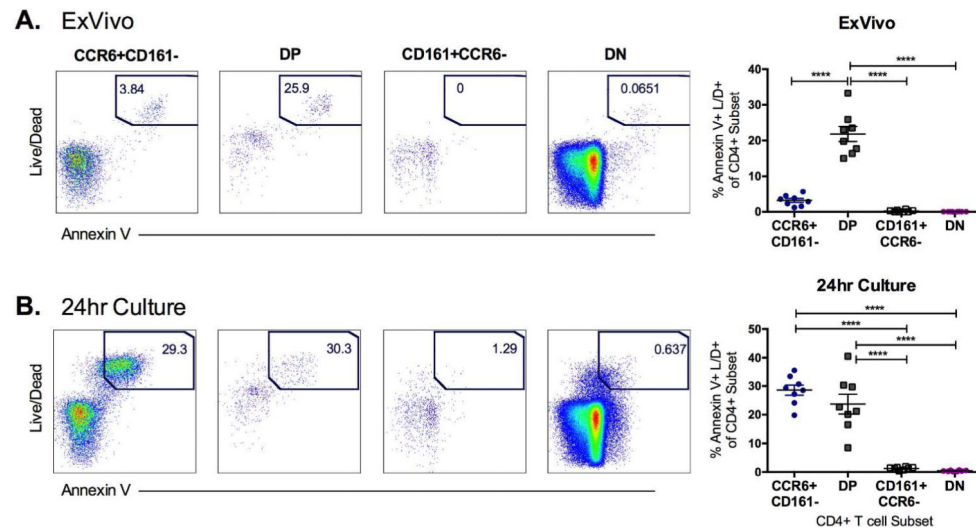 A. ExVivo
CCR6+CD161-
DP
CD161+CCR6-
DN
3.84
25.9
0
0.0651
Live/Dead
Annexin V
ExVivo
****
**** ****
% Annexin V+ L/D+
of CD4+ Subset
40
30
20
10
0
CCR6+
CD161-
DP
CD161+
CCR6-
DN
B. 24hr Culture
29.3
30.3
1.29
0.637
Live/Dead
Annexin V
24hr Culture
****
****
****
****
% Annexin V+ L/D+
of CD4+ Subset
50
40
30
20
10
0
CCR6+
CD161-
DP
CD161+
CCR6-
DN
CD4+ T cell Subset